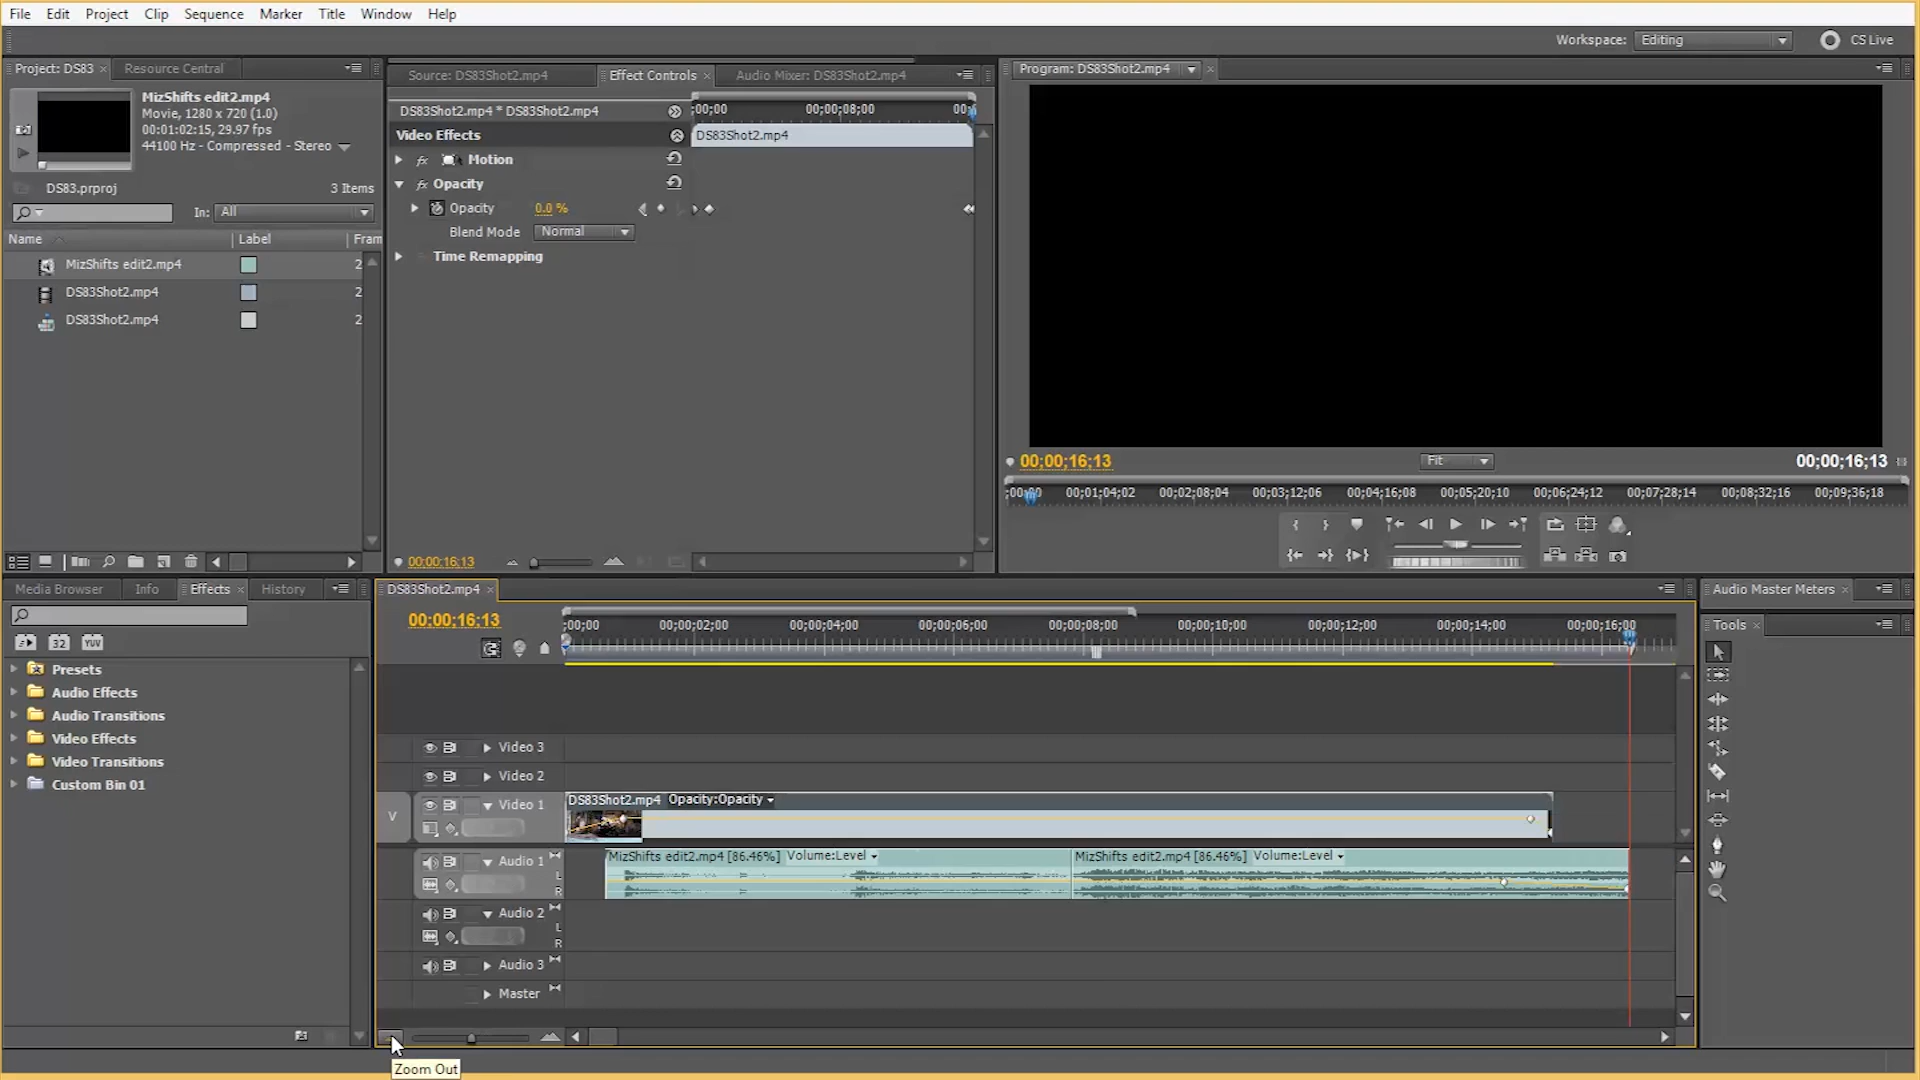 File Edit Project Clip Sequence Marker Title Window Help
Workspace: Editing CS Live
Project: DS83 Resource Central
MizShifts edit2.mp4
Movie, 1280 x 720 (1.0)
00:01:02:15, 29.97 fps
44100 Hz - Compressed - Stereo
DS83.prproj 3 Items
In: All
Name Label Fram
MizShifts edit2.mp4 2
DS83Shot2.mp4 2
DS83Shot2.mp4 2
Source: DS83Shot2.mp4 Effect Controls Audio Mixer: DS83Shot2.mp4
DS83Shot2.mp4 * DS83Shot2.mp4 ;00;00 00;00;08;00 00;
Video Effects DS83Shot2.mp4
fx Motion
fx Opacity
Opacity 0.0 %
Blend Mode Normal
Time Remapping
00;00;16;13
Program: DS83Shot2.mp4
00;00;16;13 Fit 00;00;16;13
;00;00 00;01;04;02 00;02;08;04 00;03;12;06 00;04;16;08 00;05;20;10 00;06;24;12 00;07;28;14 00;08;32;16 00;09;36;18
Media Browser Info Effects History
32 YUV
Presets
Audio Effects
Audio Transitions
Video Effects
Video Transitions
Custom Bin 01
DS83Shot2.mp4
00;00;16;13
;00;00 00;00;02;00 00;00;04;00 00;00;06;00 00;00;08;00 00;00;10;00 00;00;12;00 00;00;14;00 00;00;16;00
Video 3
Video 2
V Video 1 DS83Shot2.mp4 Opacity:Opacity
Audio 1 MizShifts edit2.mp4 [86.46%] Volume:Level MizShifts edit2.mp4 [86.46%] Volume:Level
L
R
Audio 2
L
R
Audio 3
Master
Zoom Out
Audio Master Meters
Tools